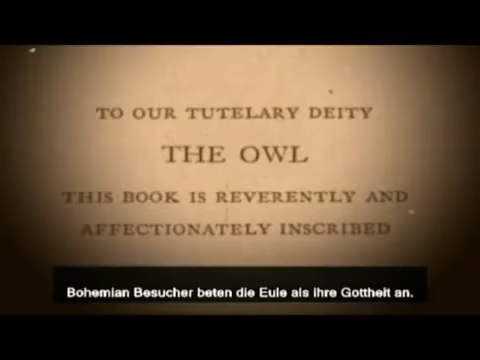 TO OUR TUTELARY DEITY
THE OWL
THIS BOOK IS REVERENTLY AND
AFFECTIONATELY INSCRIBED
Bohemian Besucher beten die Eule als ihre Gottheit an.